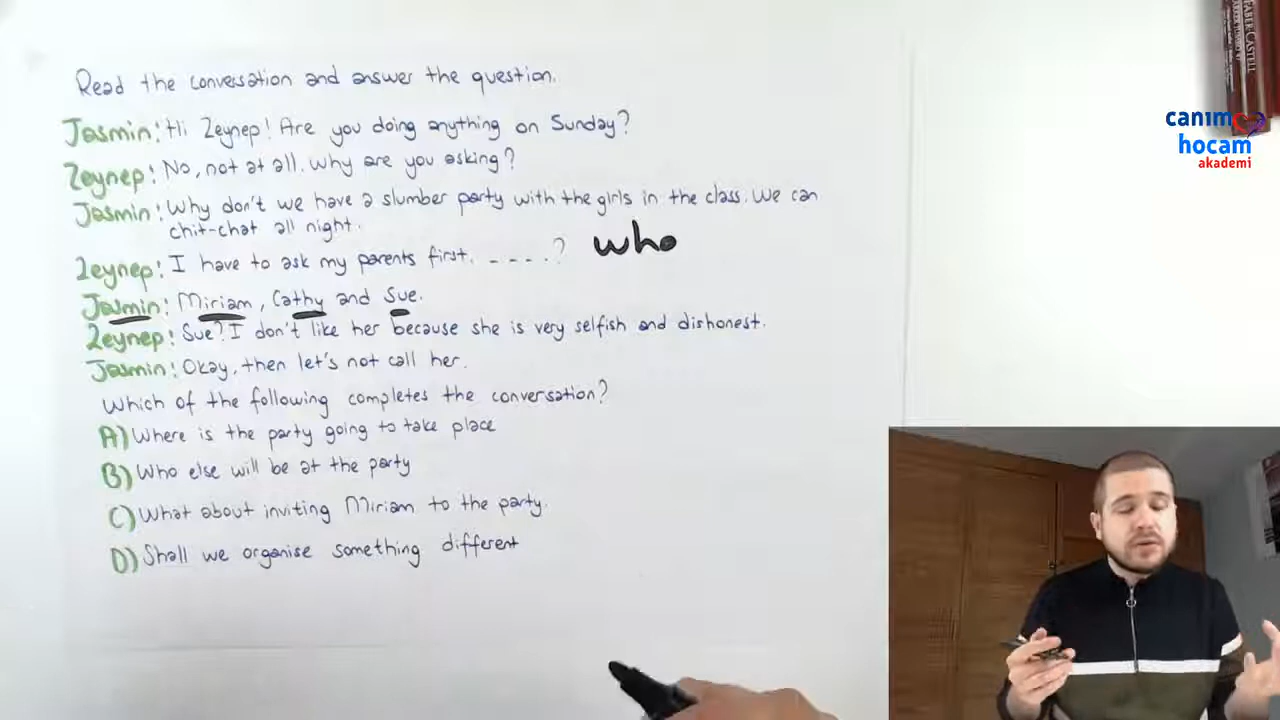 Read the conversation and answer the question.
Jasmin: Hi Zeynep! Are you doing anything on Sunday?
Zeynep: No, not at all. Why are you asking?
Jasmin: Why don't we have a slumber party with the girls in the class. We can
chit-chat all night.
Zeynep: I have to ask my parents first. ----? who
Jasmin: Miriam, Cathy and Sue.
Zeynep: Sue? I don't like her because she is very selfish and dishonest.
Jasmin: Okay, then let's not call her.
Which of the following completes the conversation?
A) Where is the party going to take place
B) Who else will be at the party
C) What about inviting Miriam to the party.
D) Shall we organise something different
FABER-CASTELL
canım
hocam
akademi